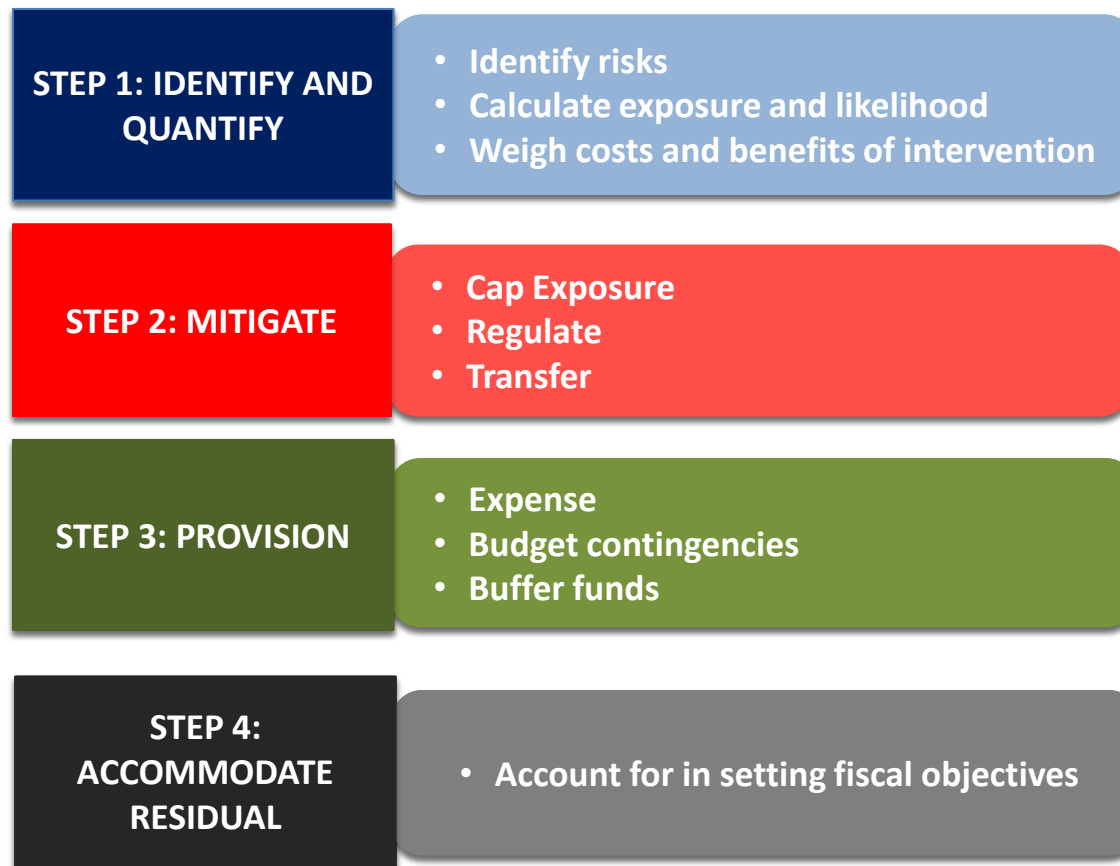 STEP 1: IDENTIFY AND
QUANTIFY
• Identify risks
• Calculate exposure and likelihood
• Weigh costs and benefits of intervention
STEP 2: MITIGATE
• Cap Exposure
• Regulate
• Transfer
STEP 3: PROVISION
• Expense
• Budget contingencies
• Buffer funds
STEP 4:
ACCOMMODATE
RESIDUAL
• Account for in setting fiscal objectives